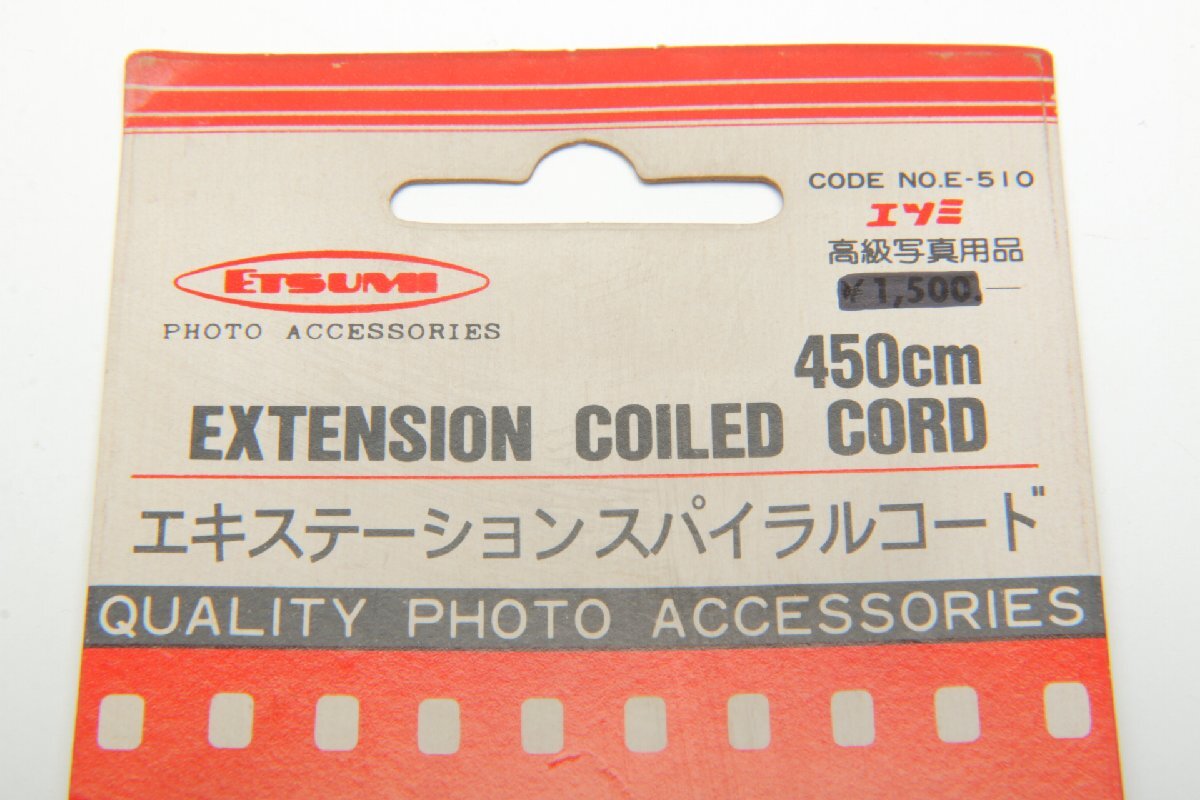 CODE NO.E-510
エツミ
高級写真用品
¥1,500.—
ETSUMI
PHOTO ACCESSORIES
450cm
EXTENSION COILED CORD
エキステーションスパイラルコード
QUALITY PHOTO ACCESSORIES